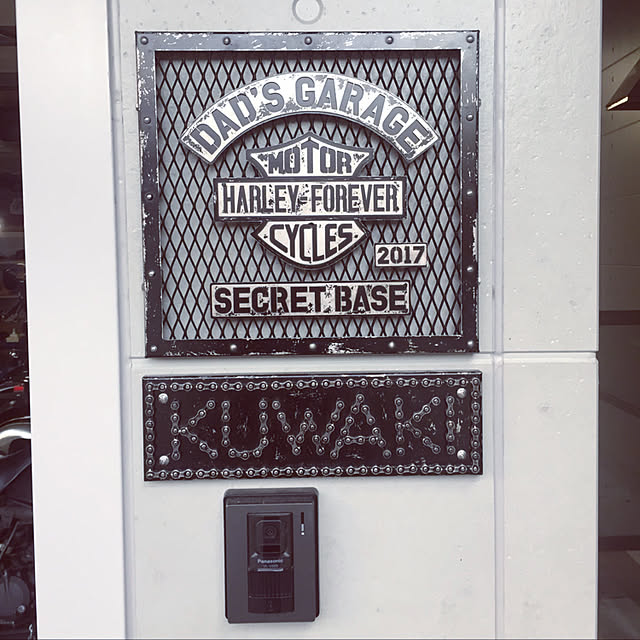 DAD'S GARAGE
MOTOR
HARLEY-FOREVER
CYCLES
2017
SECRET BASE
KUWAKI
Panasonic